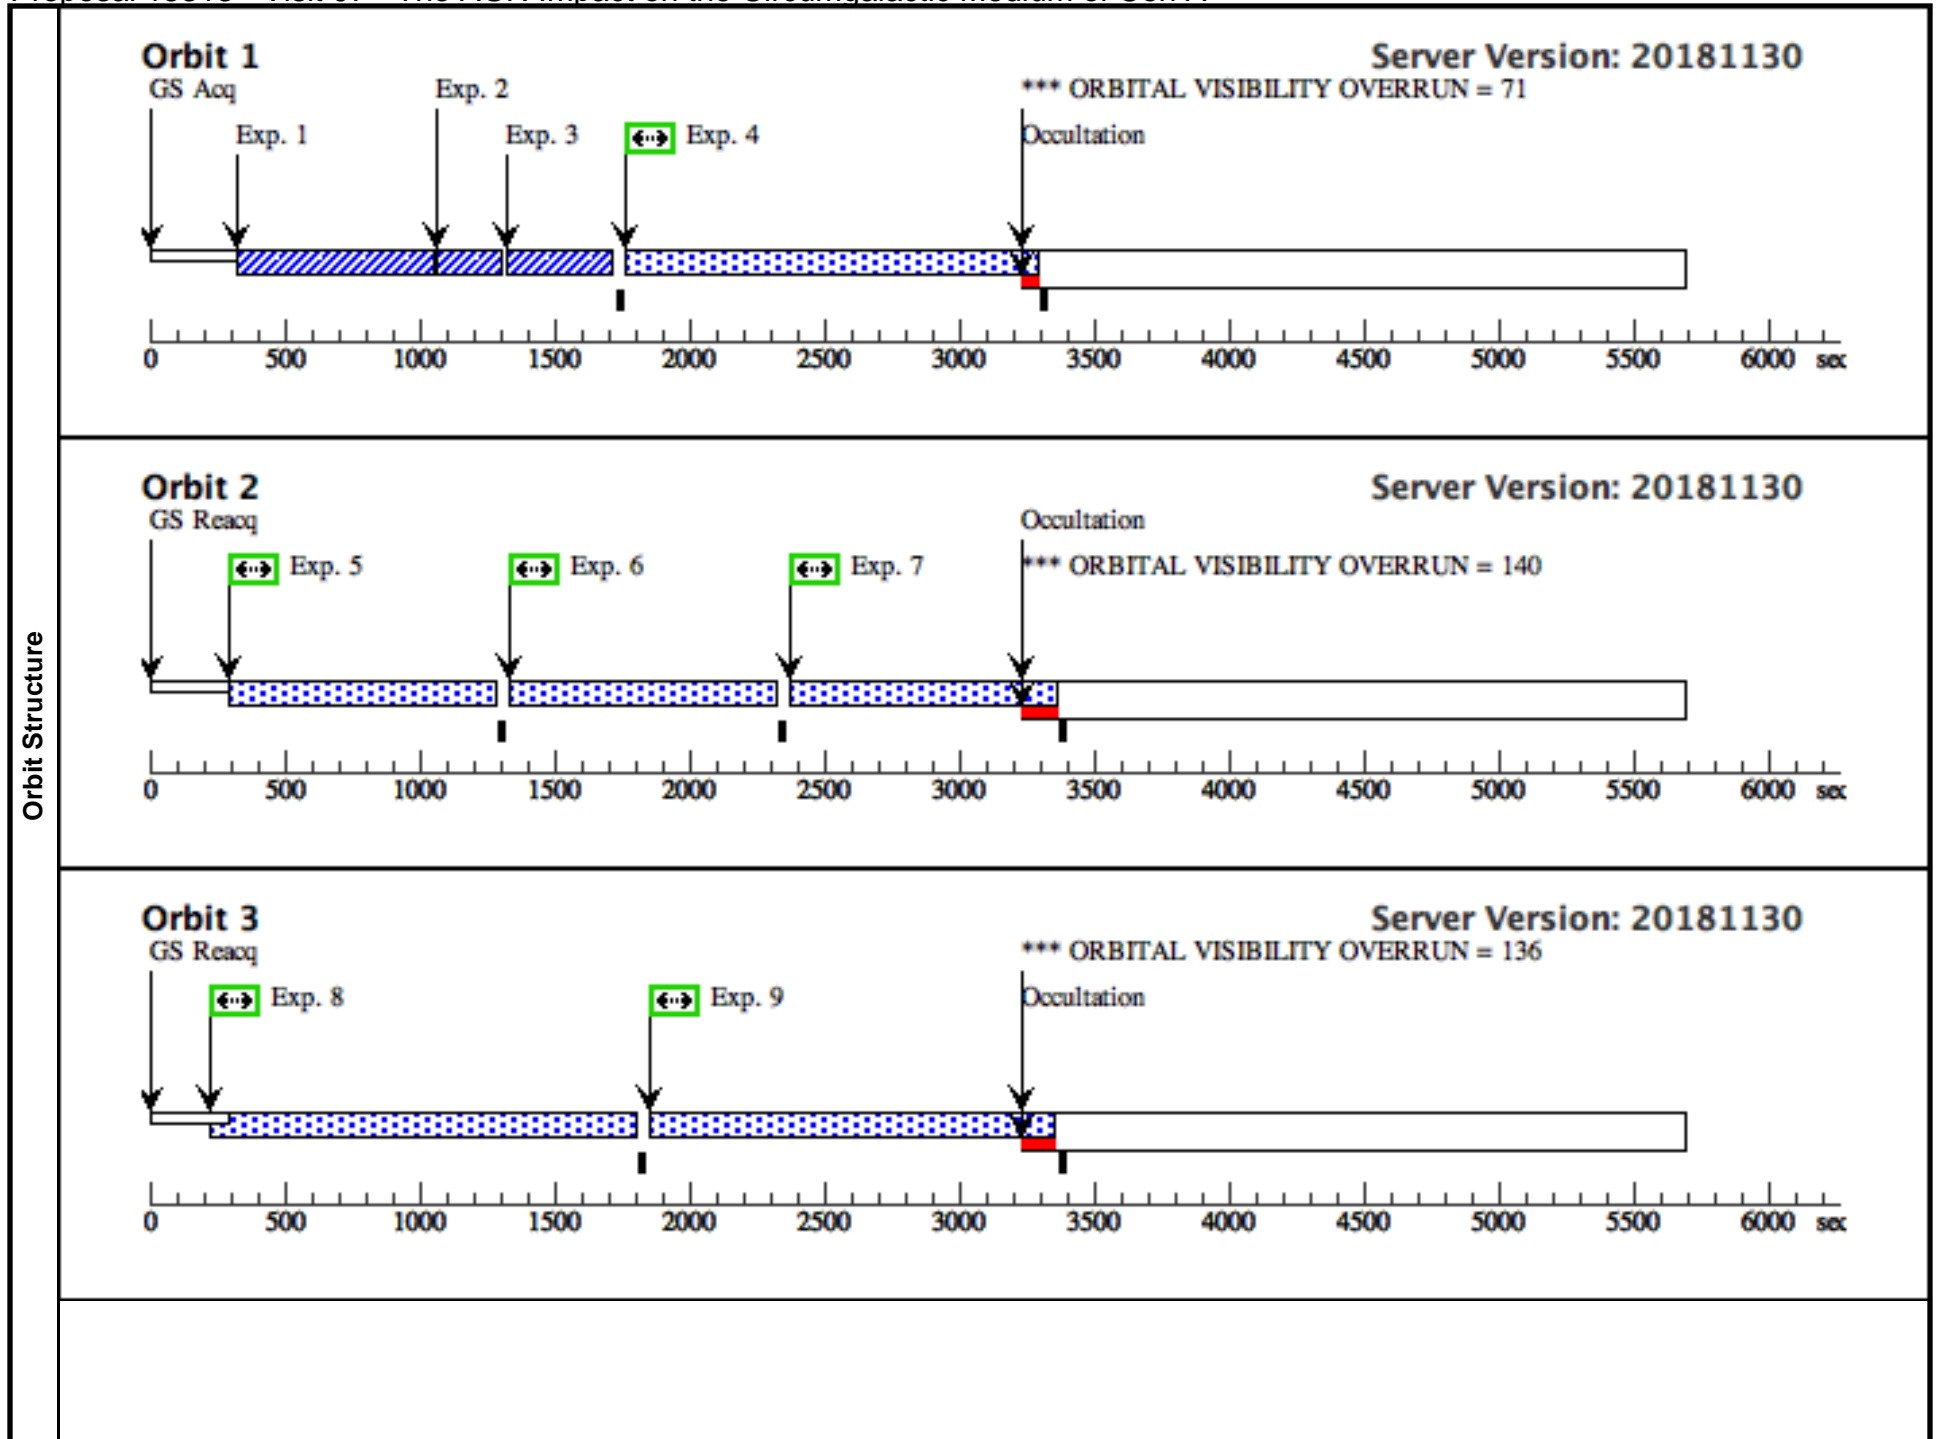 Orbit Structure
Orbit 1
Server Version: 20181130
GS Acq
Exp. 2
*** ORBITAL VISIBILITY OVERRUN = 71
Exp. 1
Exp. 3
Exp. 4
Occultation
0 500 1000 1500 2000 2500 3000 3500 4000 4500 5000 5500 6000 sec
Orbit 2
Server Version: 20181130
GS Reacq
Occultation
Exp. 5
Exp. 6
Exp. 7
*** ORBITAL VISIBILITY OVERRUN = 140
0 500 1000 1500 2000 2500 3000 3500 4000 4500 5000 5500 6000 sec
Orbit 3
Server Version: 20181130
GS Reacq
*** ORBITAL VISIBILITY OVERRUN = 136
Exp. 8
Exp. 9
Occultation
0 500 1000 1500 2000 2500 3000 3500 4000 4500 5000 5500 6000 sec